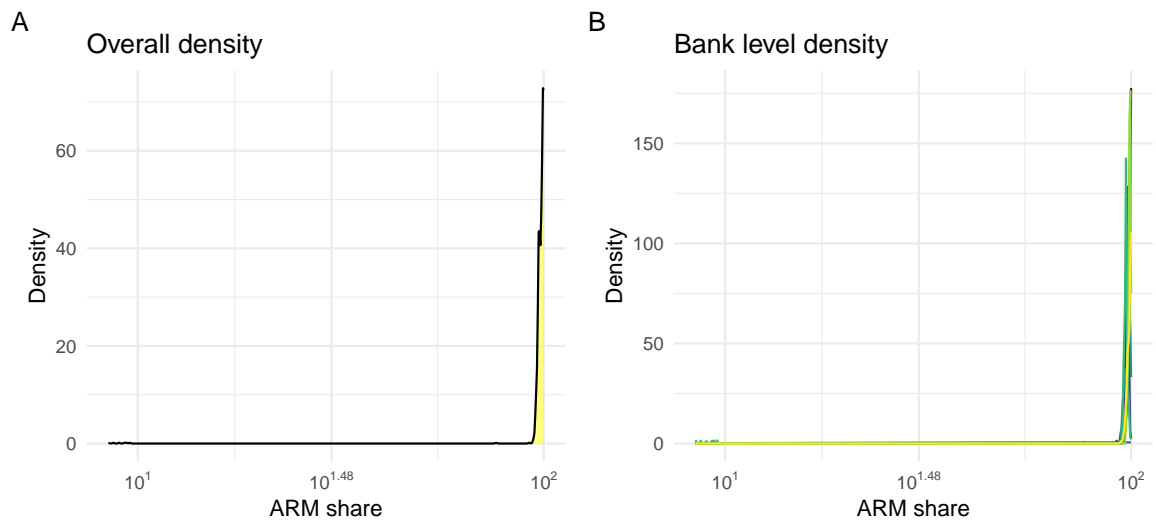 A
Overall density
Density
60
40
20
0
10^1
10^1.48
10^2
ARM share
B
Bank level density
Density
150
100
50
0
10^1
10^1.48
10^2
ARM share